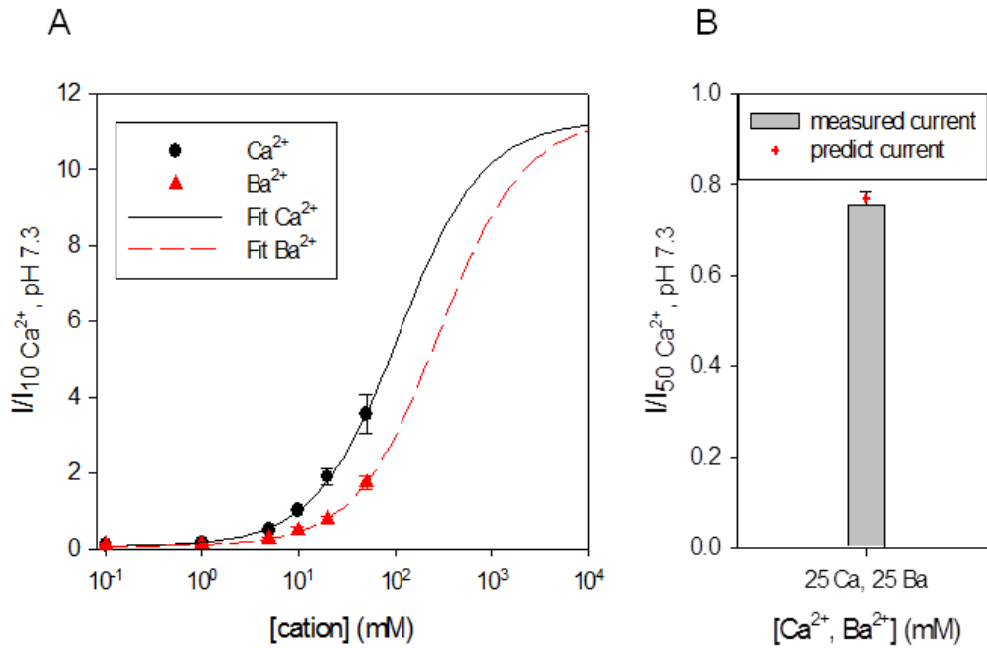 A
I/I10 Ca2+, pH 7.3
12
10
8
6
4
2
0
Ca2+
Ba2+
Fit Ca2+
Fit Ba2+
10-1 100 101 102 103 104
[cation] (mM)
B
I/I50 Ca2+, pH 7.3
1.0
0.8
0.6
0.4
0.2
0.0
measured current
predict current
25 Ca, 25 Ba
[Ca2+, Ba2+] (mM)